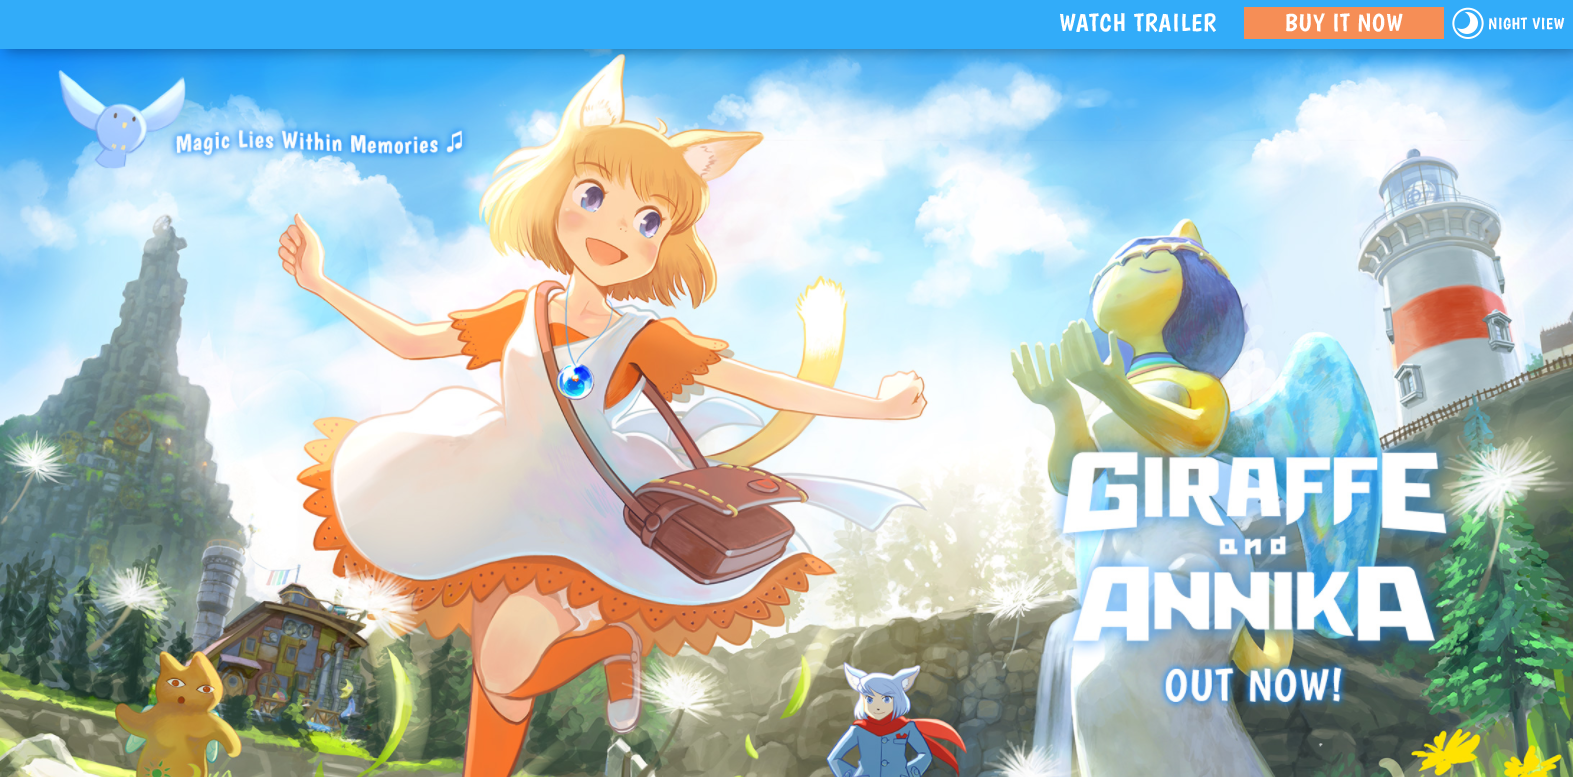 WATCH TRAILER
BUY IT NOW
NIGHT VIEW
Magic Lies Within Memories ♫
GIRAFFE
and
ANNIKA
OUT NOW!